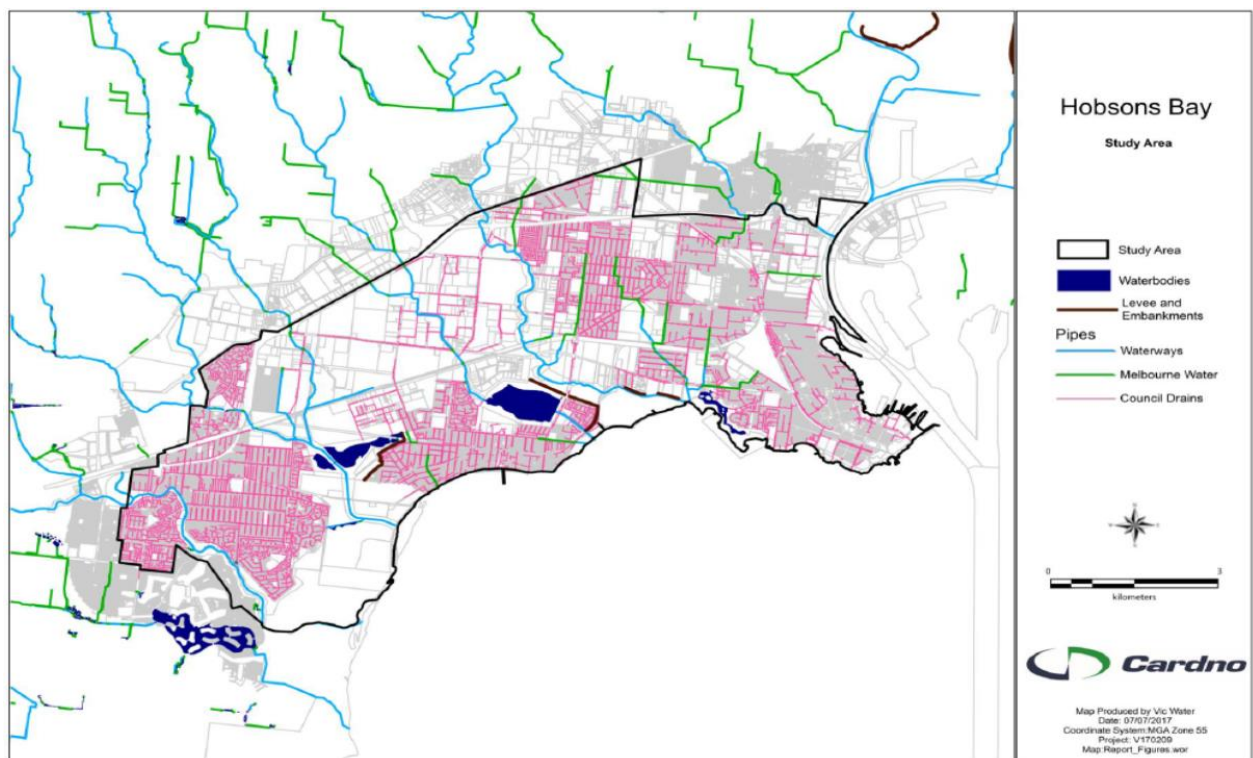 Hobsons Bay
Study Area
Study Area
Waterbodies
Levee and
Embankments
Pipes
Waterways
Melbourne Water
Council Drains
0
3
kilometers
Cardno
Map Produced by Vic Water
Date: 07/07/2017
Coordinate System:MGA Zone 55
Project: V170209
Map:Report_Figures.wor